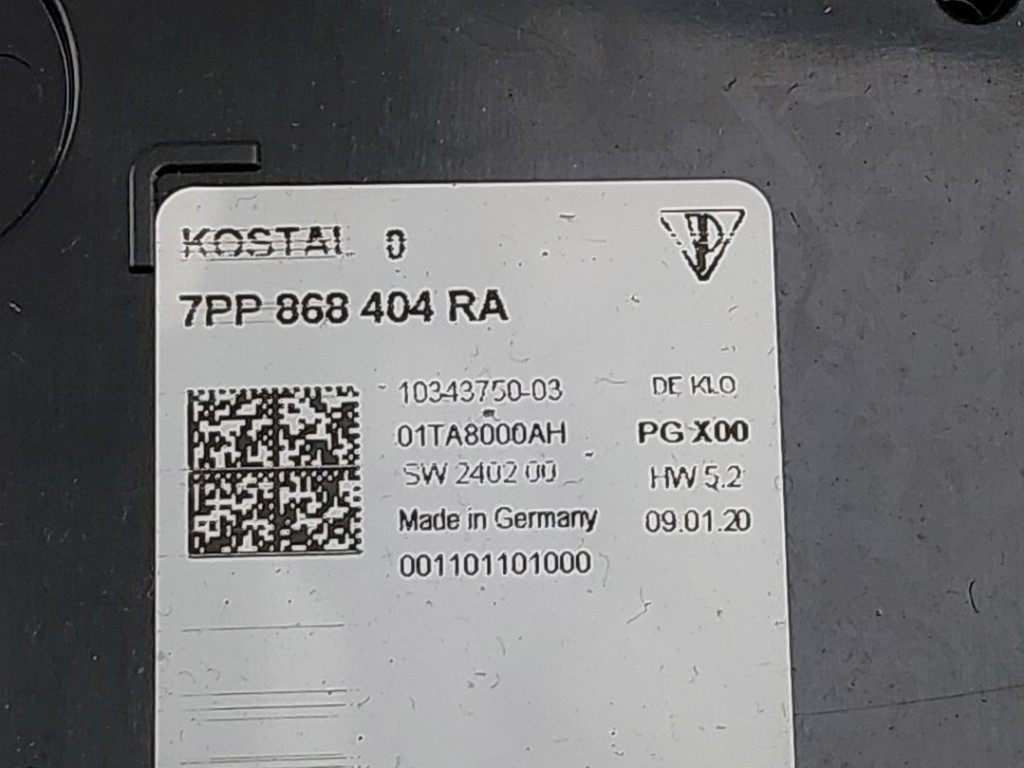 KOSTAL 0
7PP 868 404 RA
10343750-03 DE KLO
01TA8000AH PG X00
SW 2402 00 HW 5.2
Made in Germany 09.01.20
001101101000